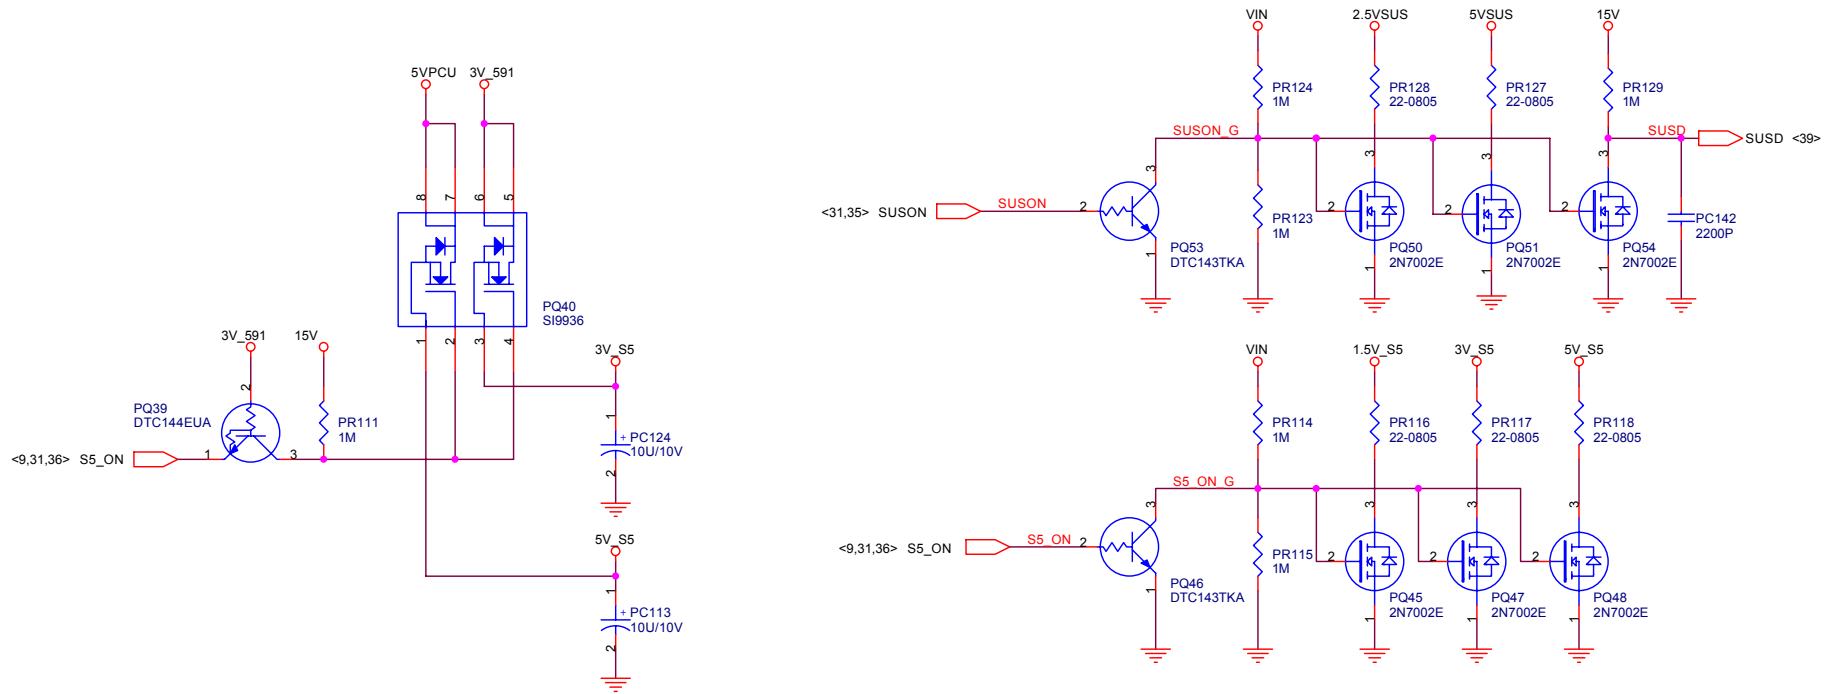 5VPCU
3V_591
8
7
6
5
PQ40
SI9936
1
2
3
4
3V_591
15V
2
PQ39
DTC144EUA
PR111
1M
<9,31,36> S5_ON
1
3
3V_S5
1
+
PC124
10U/10V
2
5V_S5
1
+
PC113
10U/10V
2
VIN
2.5VSUS
5VSUS
15V
PR124
1M
PR128
22-0805
PR127
22-0805
PR129
1M
SUSON_G
SUSD
SUSD <39>
3
3
3
3
<31,35> SUSON
SUSON
2
PR123
1M
2
2
2
PC142
2200P
PQ53
DTC143TKA
PQ50
2N7002E
PQ51
2N7002E
PQ54
2N7002E
1
1
1
1
VIN
1.5V_S5
3V_S5
5V_S5
PR114
1M
PR116
22-0805
PR117
22-0805
PR118
22-0805
S5_ON_G
3
3
3
3
<9,31,36> S5_ON
S5_ON
2
PR115
1M
2
2
2
PQ46
DTC143TKA
PQ45
2N7002E
PQ47
2N7002E
PQ48
2N7002E
1
1
1
1